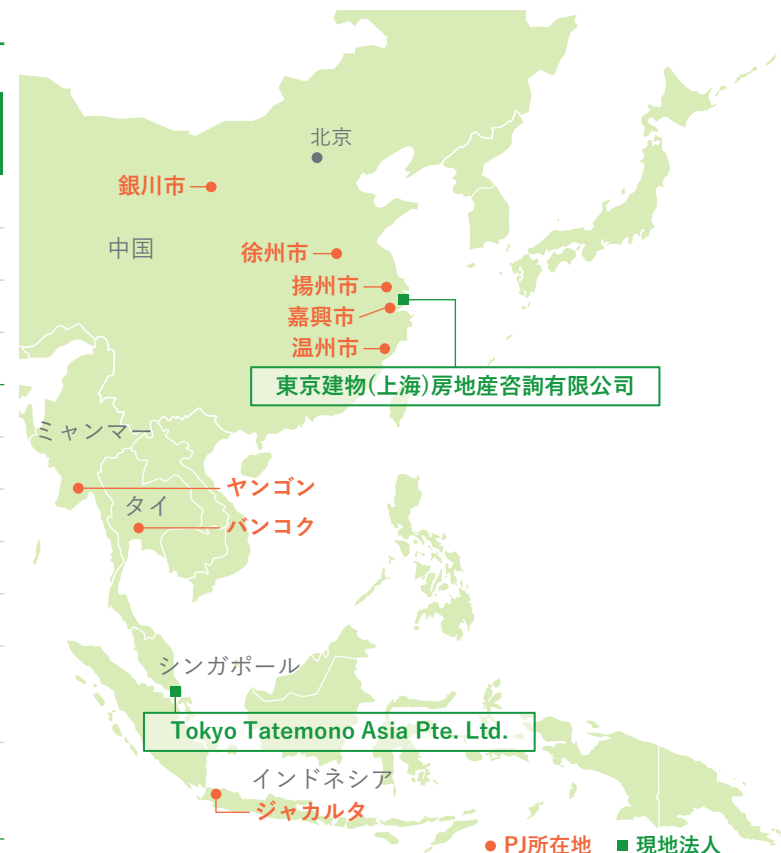 北京
銀川市
中国
徐州市
揚州市
嘉興市
温州市
東京建物(上海)房地産咨詢有限公司
ミャンマー
ヤンゴン
タイ
バンコク
シンガポール
Tokyo Tatemono Asia Pte. Ltd.
インドネシア
ジャカルタ
● PJ所在地 ■ 現地法人